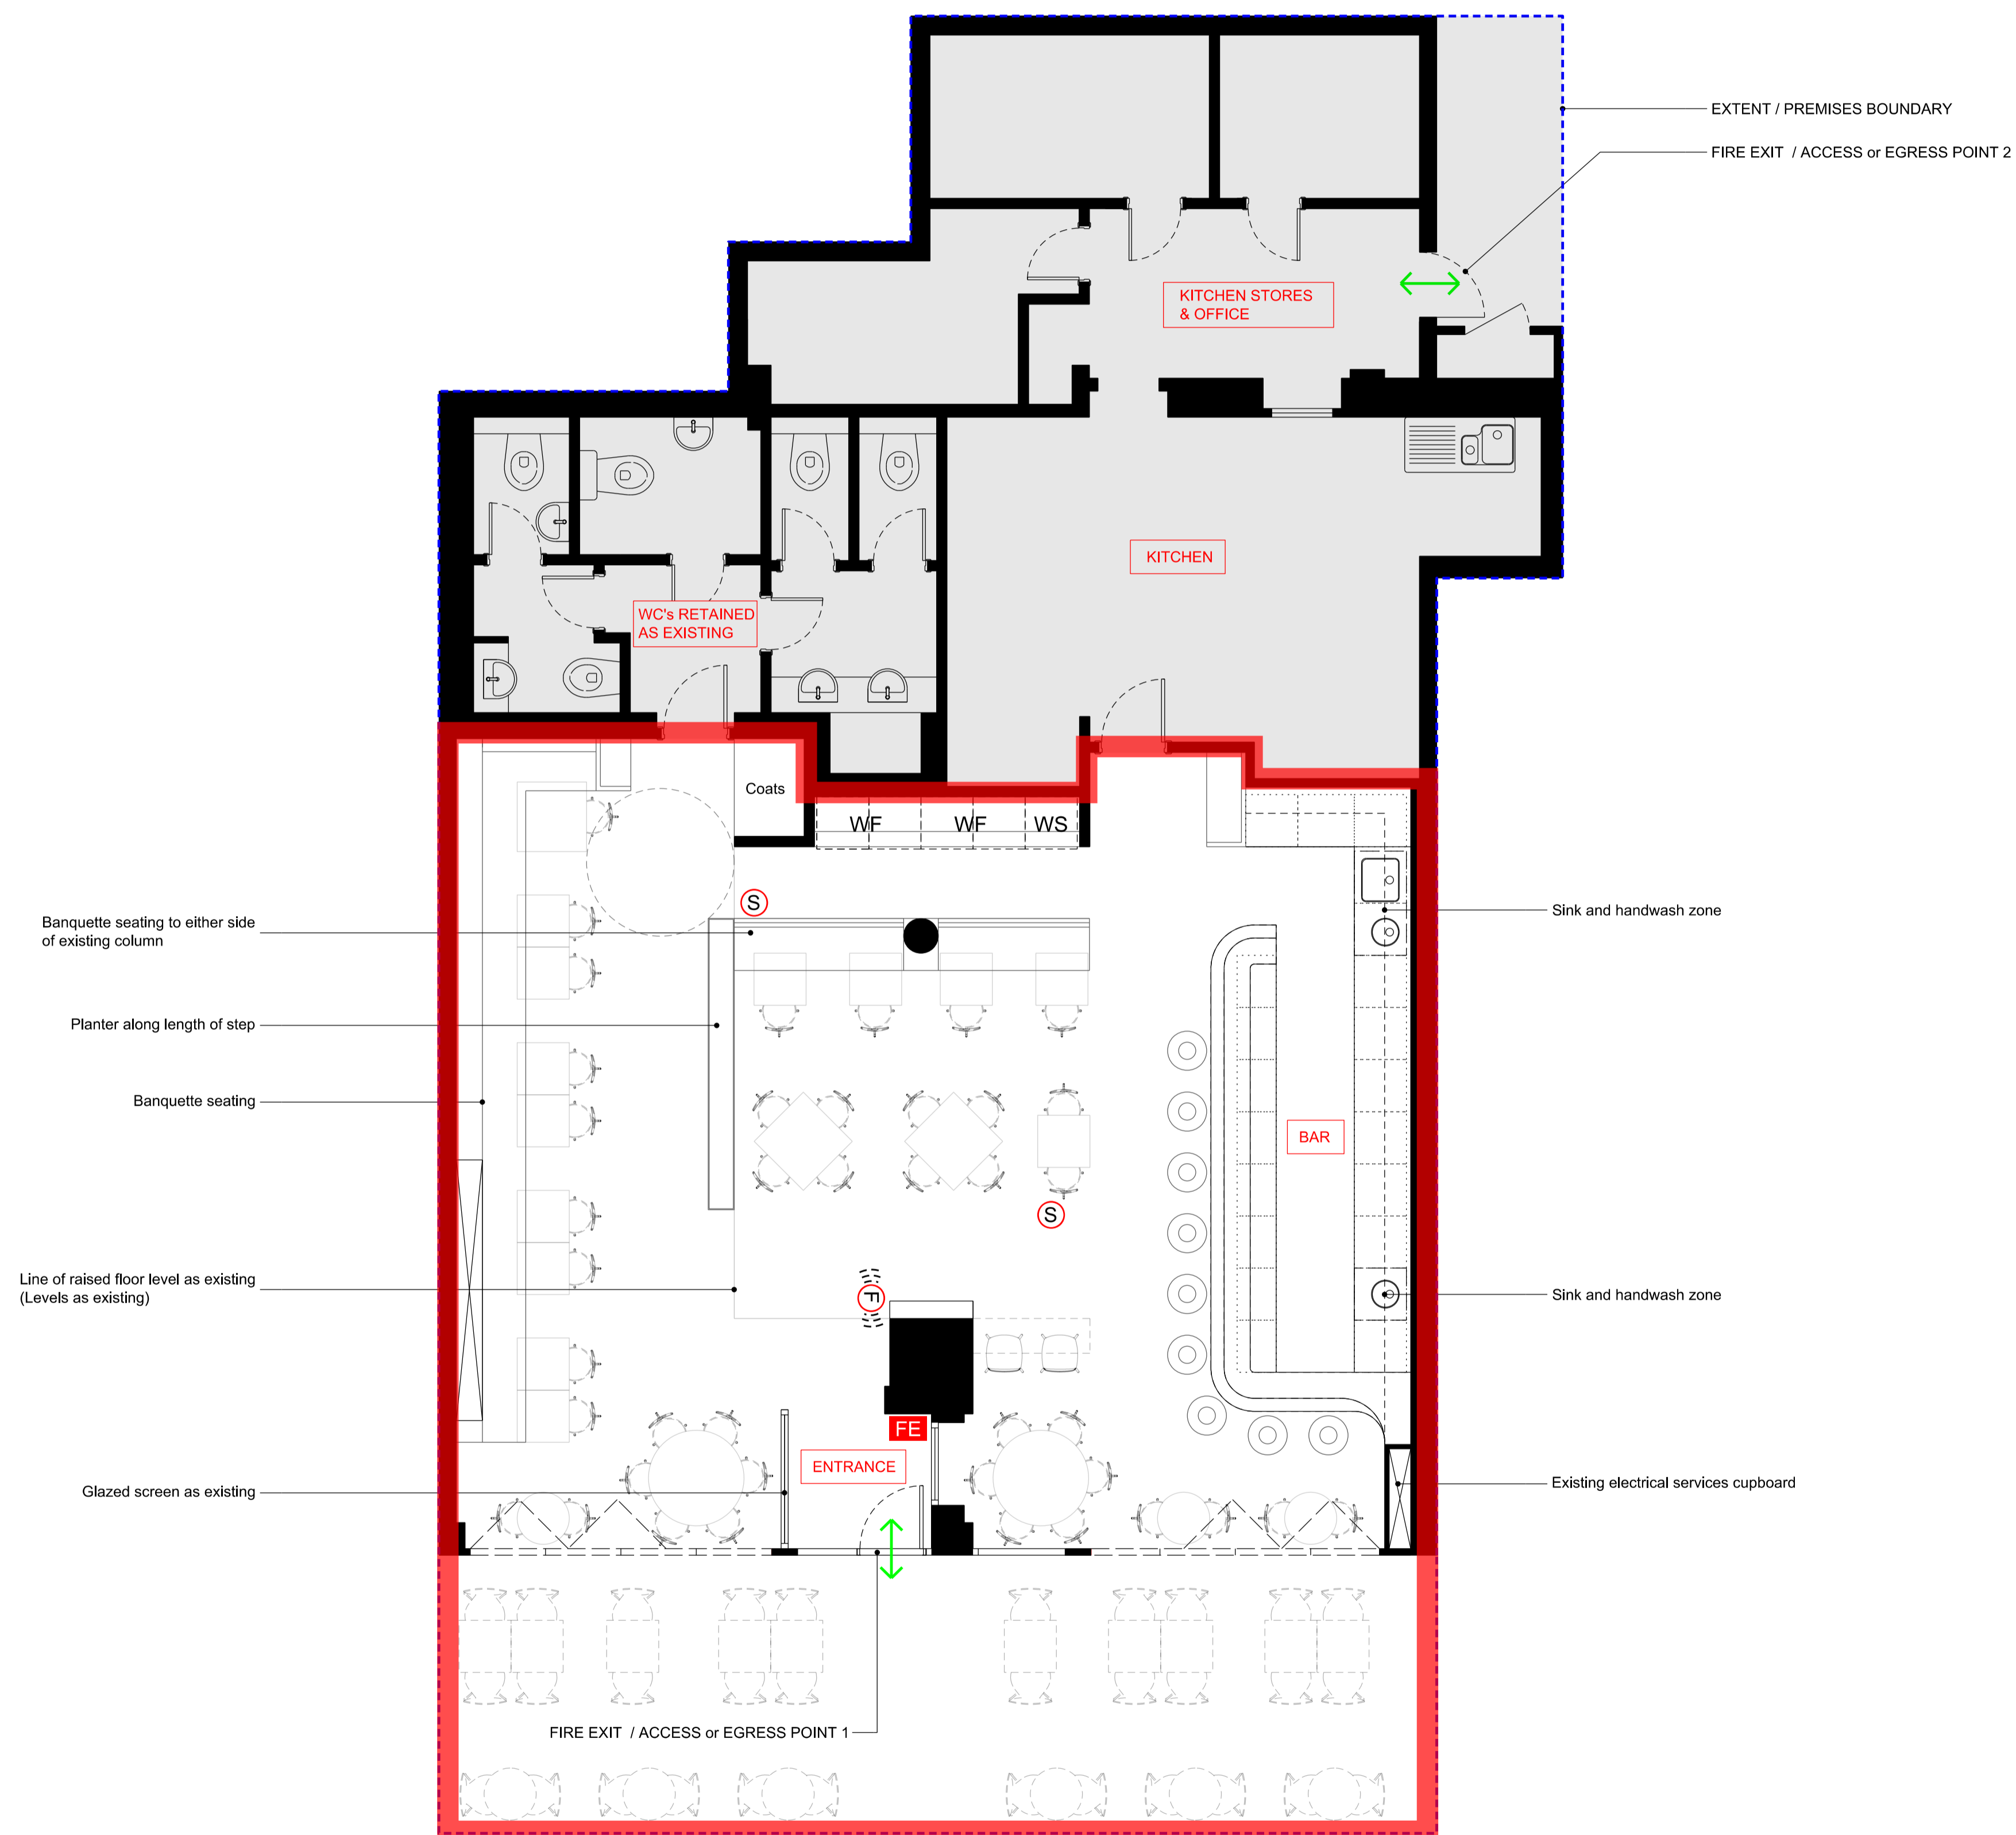 EXTENT / PREMISES BOUNDARY
FIRE EXIT / ACCESS or EGRESS POINT 2
KITCHEN STORES
& OFFICE
KITCHEN
WC's RETAINED
AS EXISTING
Coats
WF
WF
WS
S
Banquette seating to either side
of existing column
Sink and handwash zone
Planter along length of step
Banquette seating
BAR
S
Line of raised floor level as existing
(Levels as existing)
F
Sink and handwash zone
FE
ENTRANCE
Glazed screen as existing
Existing electrical services cupboard
FIRE EXIT / ACCESS or EGRESS POINT 1